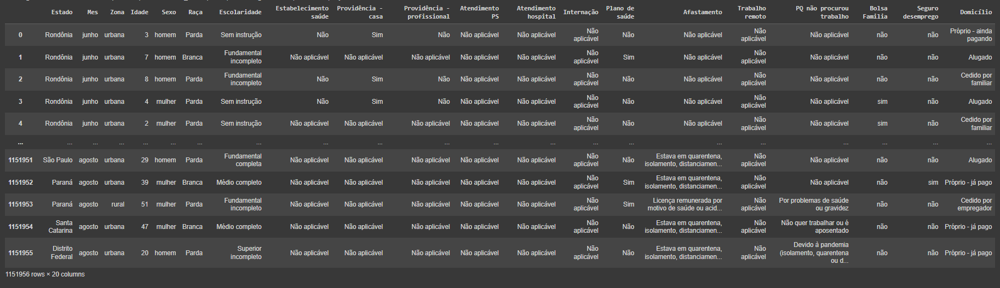 Estado Mes Zona Idade Sexo Raça Escolaridade Estabelecimento saúde Providência - casa Providência - profissional Atendimento PS Atendimento hospital Internação Plano de saúde Afastamento Trabalho remoto PQ não procurou trabalho Bolsa Familia Seguro desemprego Domicílio
0 Rondônia junho urbana 3 homem Parda Sem instrução Não Sim Não Não aplicável Não aplicável Não aplicável Não Não aplicável Não aplicável Não aplicável não não Próprio - ainda pagando
1 Rondônia junho urbana 7 homem Branca Fundamental incompleto Não aplicável Não aplicável Não aplicável Não aplicável Não aplicável Não aplicável Sim Não aplicável Não aplicável Não aplicável não não Alugado
2 Rondônia junho urbana 8 homem Parda Fundamental incompleto Não Sim Não Não aplicável Não aplicável Não aplicável Não Não aplicável Não aplicável Não aplicável não não Cedido por familiar
3 Rondônia junho urbana 4 mulher Parda Sem instrução Não Sim Não Não aplicável Não aplicável Não aplicável Não Não aplicável Não aplicável Não aplicável sim não Alugado
4 Rondônia junho urbana 2 mulher Parda Sem instrução Não aplicável Não aplicável Não aplicável Não aplicável Não aplicável Não aplicável Não Não aplicável Não aplicável Não aplicável sim não Cedido por familiar
... ... ... ... ... ... ... ... ... ... ... ... ... ... ... ... ... ... ... ... ...
1151951 São Paulo agosto urbana 29 homem Parda Fundamental completa Não aplicável Não aplicável Não aplicável Não aplicável Não aplicável Não aplicável Não Estava em quarentena, isolamento, distanciamen... Não aplicável Não aplicável não não Alugado
1151952 Paraná agosto urbana 39 mulher Branca Médio completo Não aplicável Não aplicável Não aplicável Não aplicável Não aplicável Não aplicável Sim Estava em quarentena, isolamento, distanciamen... Não aplicável Não aplicável não sim Próprio - já pago
1151953 Paraná agosto rural 51 mulher Parda Fundamental incompleto Não aplicável Não aplicável Não aplicável Não aplicável Não aplicável Não aplicável Sim Licença remunerada por motivo de saúde ou acid... Não aplicável Por problemas de saúde ou gravidez não não Cedido por empregador
1151954 Santa Catarina agosto urbana 47 mulher Branca Médio completo Não aplicável Não aplicável Não aplicável Não aplicável Não aplicável Não aplicável Não Estava em quarentena, isolamento, distanciamen... Não aplicável Não quer trabalhar ou é aposentado não não Próprio - já pago
1151955 Distrito Federal agosto urbana 20 homem Parda Superior incompleto Não aplicável Não aplicável Não aplicável Não aplicável Não aplicável Não aplicável Não Estava em quarentena, isolamento, distanciamen... Não aplicável Devido à pandemia (isolamento, quarentena ou d... não não Próprio - já pago
1151956 rows × 20 columns